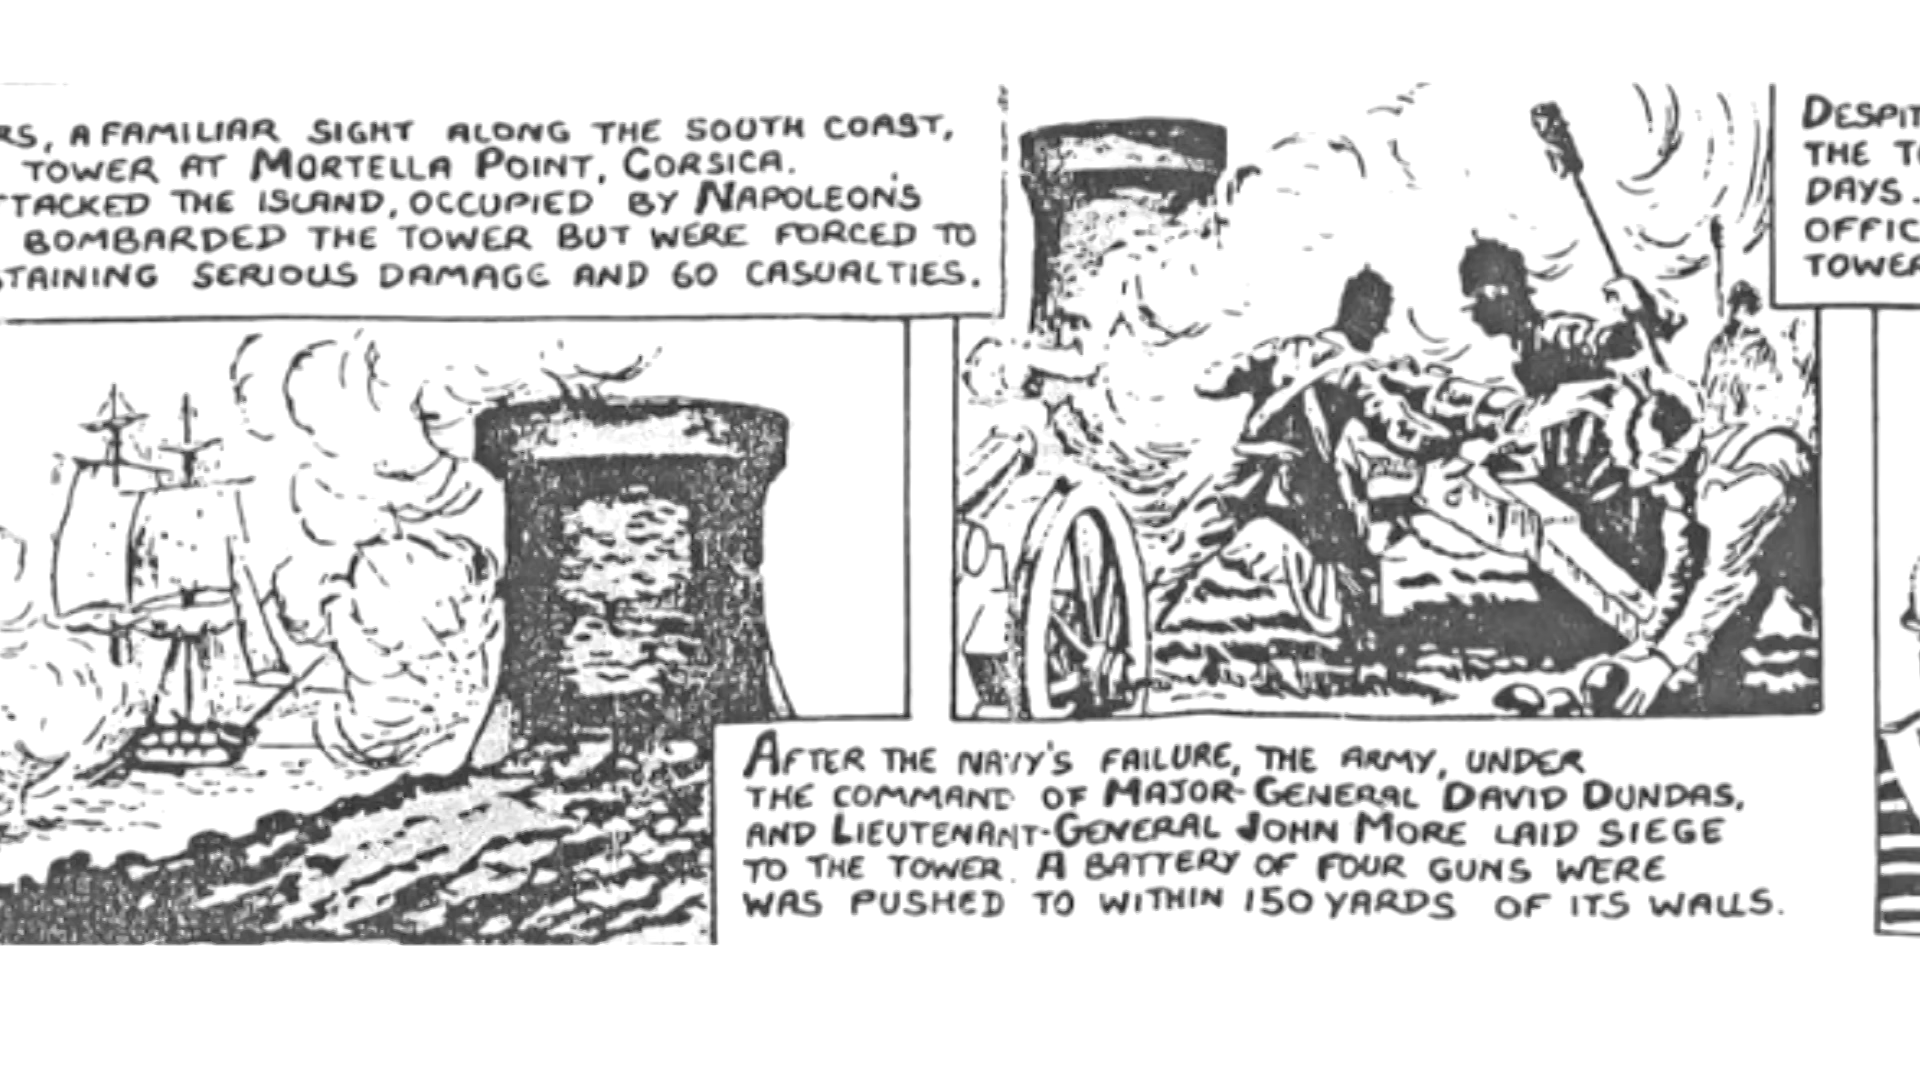 RS, A FAMILIAR SIGHT ALONG THE SOUTH COAST,
TOWER AT MORTELLA POINT, CORSICA.
TTACKED THE ISLAND, OCCUPIED BY NAPOLEON'S
BOMBARDED THE TOWER BUT WERE FORCED TO
STAINING SERIOUS DAMAGE AND 60 CASUALTIES.
AFTER THE NAVY'S FAILURE, THE ARMY, UNDER
THE COMMAND OF MAJOR-GENERAL DAVID DUNDAS,
AND LIEUTENANT-GENERAL JOHN MORE LAID SIEGE
TO THE TOWER. A BATTERY OF FOUR GUNS WERE
WAS PUSHED TO WITHIN 150 YARDS OF ITS WALLS.
DESPIT
THE TO
DAYS.
OFFIC
TOWER